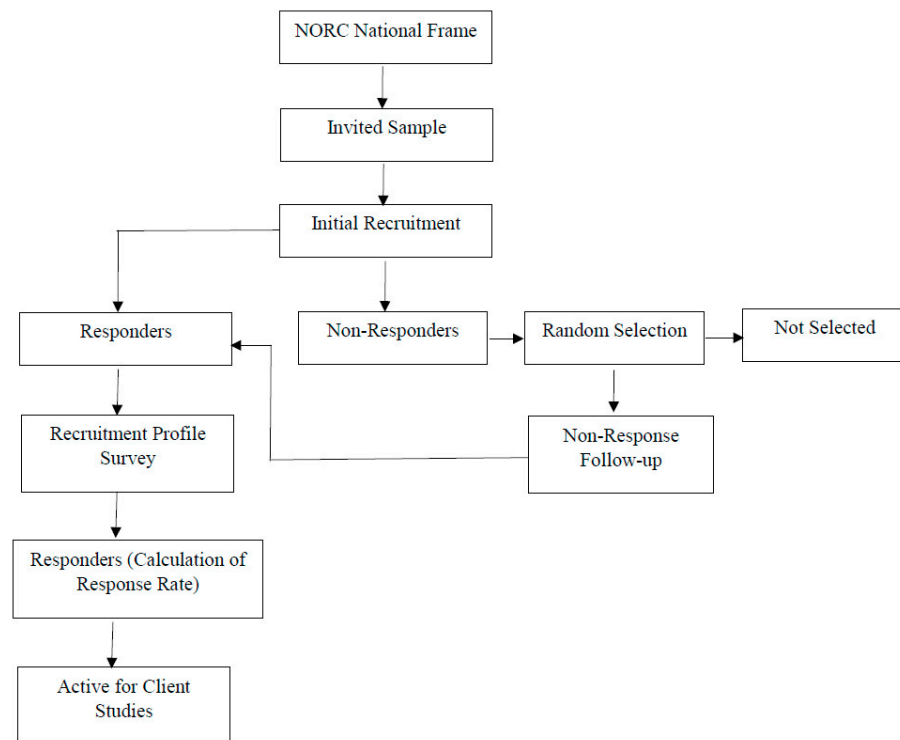 NORC National Frame
Invited Sample
Initial Recruitment
Responders
Non-Responders
Random Selection
Not Selected
Recruitment Profile
Survey
Non-Response
Follow-up
Responders (Calculation of
Response Rate)
Active for Client
Studies